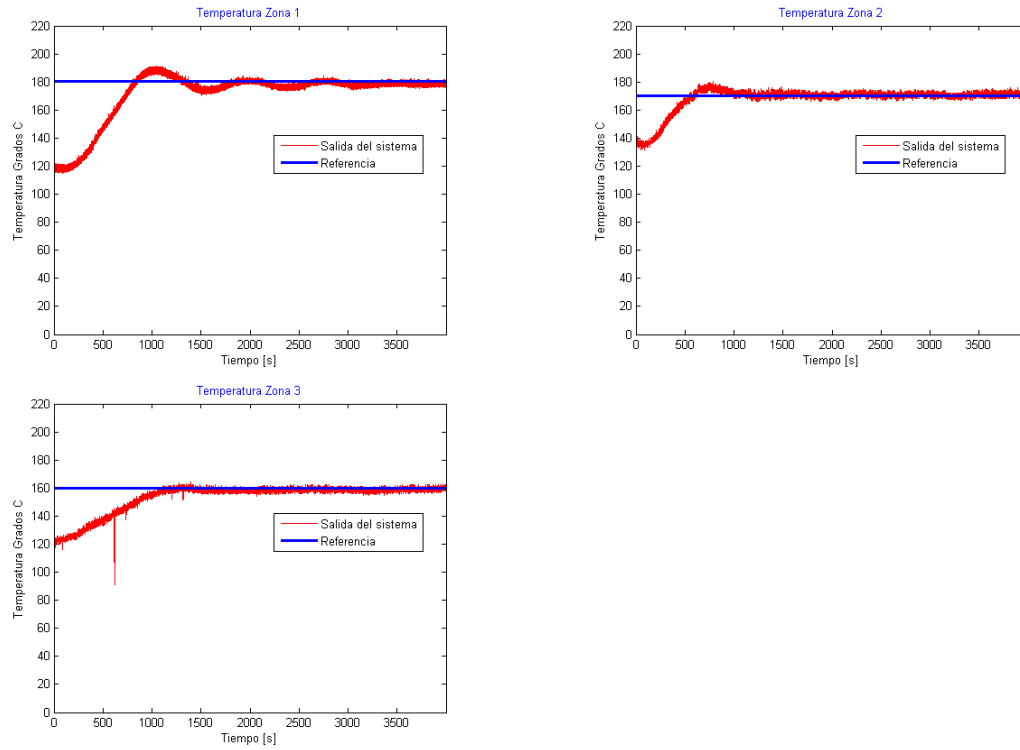 Temperatura Zona 1
220
200
180
160
140
120
100
80
60
40
20
0
Temperatura Grados C
Salida del sistema
Referencia
0 500 1000 1500 2000 2500 3000 3500
Tiempo [s]
Temperatura Zona 2
220
200
180
160
140
120
100
80
60
40
20
0
Temperatura Grados C
Salida del sistema
Referencia
0 500 1000 1500 2000 2500 3000 3500
Tiempo [s]
Temperatura Zona 3
220
200
180
160
140
120
100
80
60
40
20
0
Temperatura Grados C
Salida del sistema
Referencia
0 500 1000 1500 2000 2500 3000 3500
Tiempo [s]